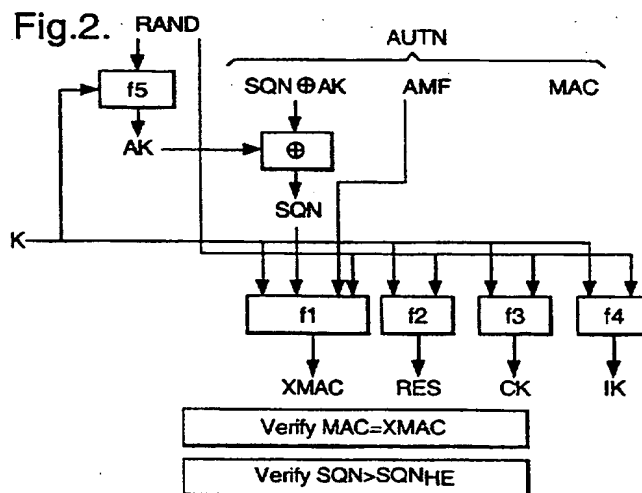 Fig.2.
RAND
AUTN
f5
SQN⊕AK AMF MAC
AK
⊕
SQN
K
f1 f2 f3 f4
XMAC RES CK IK
Verify MAC=XMAC
Verify SQN>SQNHE